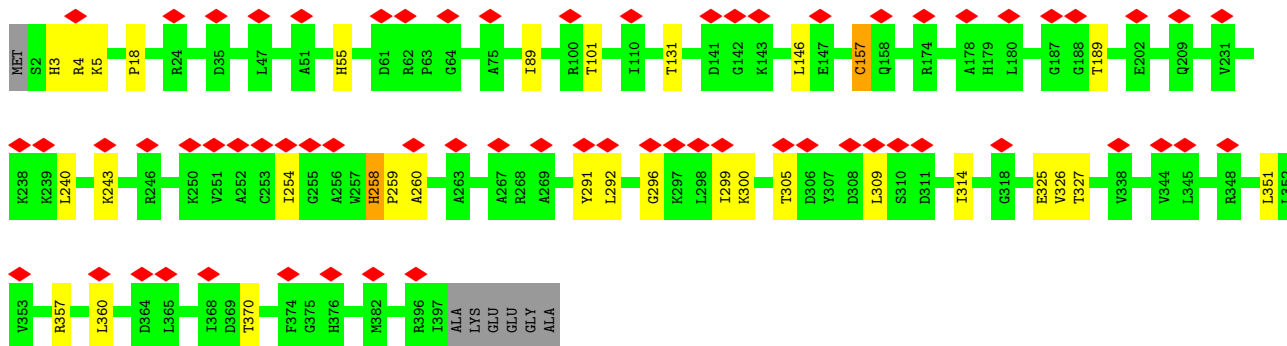 MET S2 H3 R4 K5 P18 R24 D35 L47 A51 H55 D61 R62 P63 G64 A75 I89 R100 T101 I110 T131 D141 G142 K143 L146 E147 C157 Q158 R174 A178 H179 L180 G187 G188 T189 E202 Q209 V231
K238 K239 L240 K243 R246 K250 V251 A252 C253 I254 G255 A256 W257 H258 P259 A260 A263 A267 R268 A269 Y291 L292 G296 K297 L298 I299 K300 T305 D306 Y307 D308 L309 S310 D311 I314 G318 E325 V326 T327 V338 V344 L345 R348 L351
V353 R357 L360 D364 L365 I368 D369 T370 F374 G375 H376 M382 R396 I397 ALA LYS GLU GLU GLY ALA